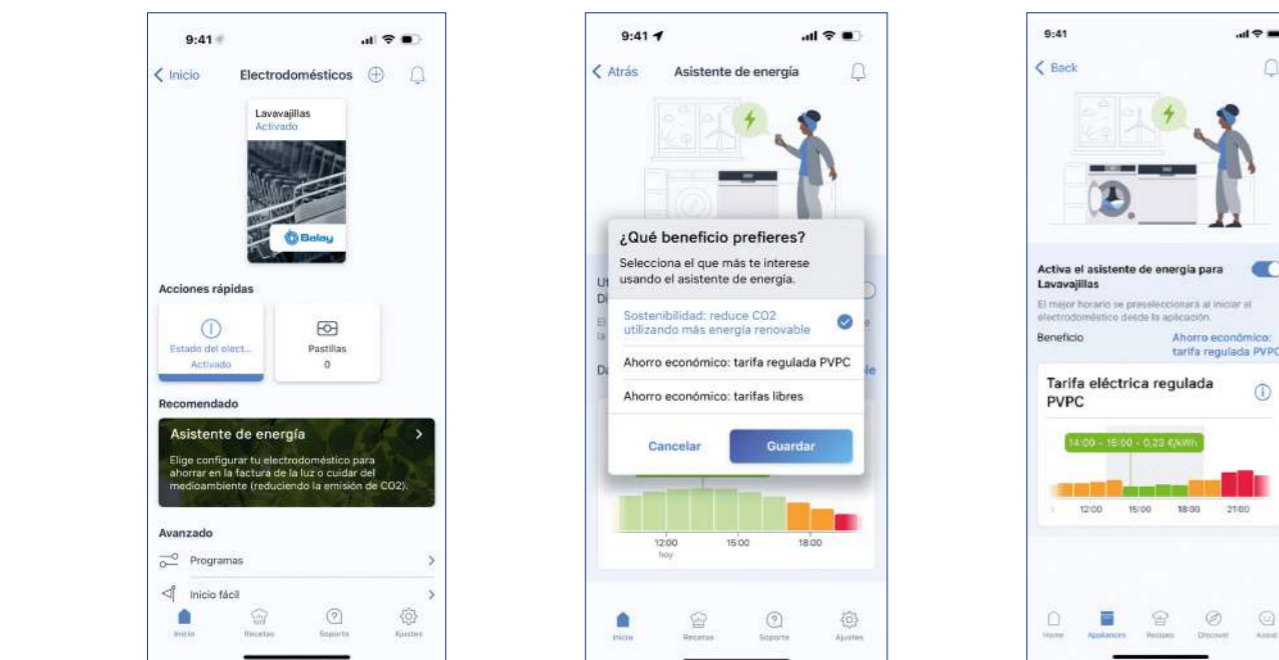 9:41
Inicio
Electrodomésticos
Lavavajillas
Activado
Balay
Acciones rápidas
Estado del elect...
Activado
Pastillas
0
Recomendado
Asistente de energía
Elige configurar tu electrodoméstico para
ahorrar en la factura de la luz o cuidar del
medioambiente (reduciendo la emisión de CO2).
Avanzado
Programas
Inicio fácil
Inicio
Recetas
Soporte
Ajustes
9:41
Atrás
Asistente de energía
¿Qué beneficio prefieres?
Selecciona el que más te interese
usando el asistente de energía.
Sostenibilidad: reduce CO2
utilizando más energía renovable
Ahorro económico: tarifa regulada PVPC
Ahorro económico: tarifas libres
Cancelar
Guardar
12:00
15:00
18:00
hoy
Inicio
Recetas
Soporte
Ajustes
9:41
Back
Activa el asistente de energía para
Lavavajillas
El mejor horario se preseleccionará al iniciar el
electrodoméstico desde la aplicación.
Beneficio
Ahorro económico:
tarifa regulada PVPC
Tarifa eléctrica regulada
PVPC
14:00 - 15:00 - 0,23 €/kWh
12:00
15:00
18:00
21:00
Home
Appliances
Recipes
Discover
Assist